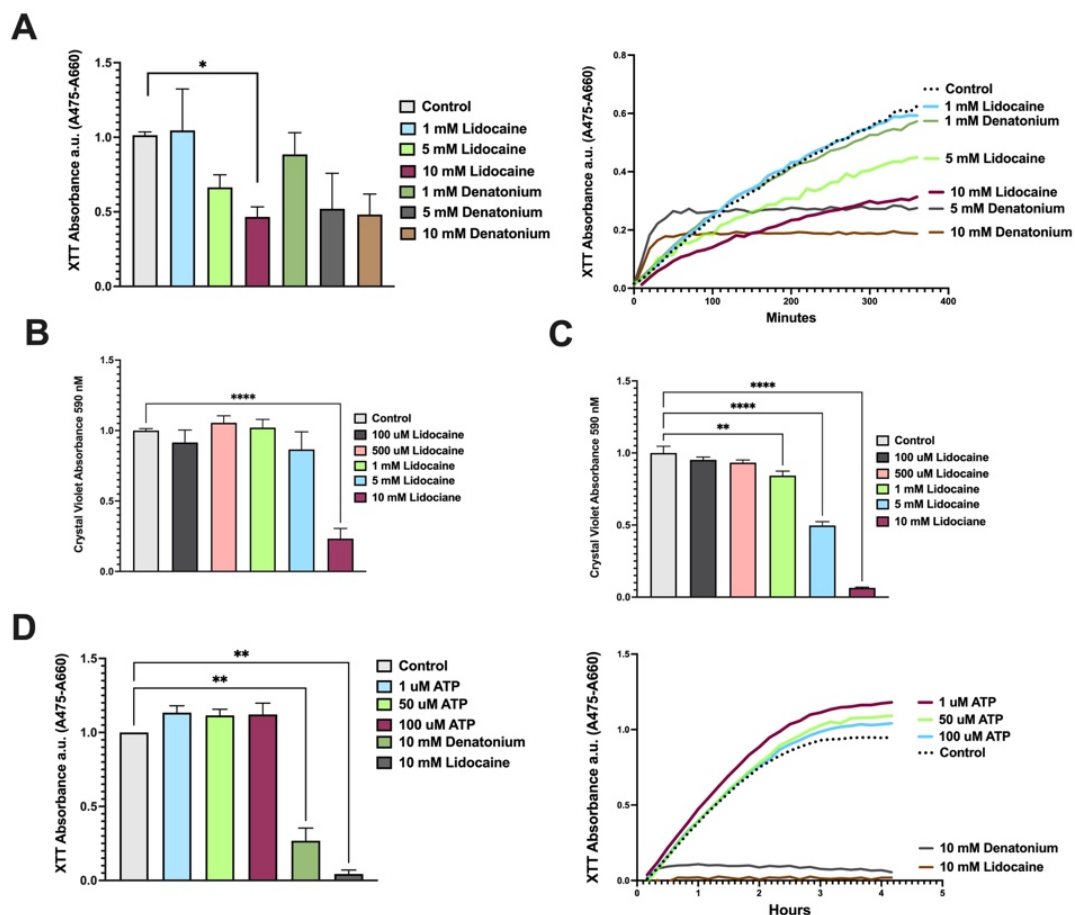 A
XTT Absorbance a.u. (A475-A660)
1.5
1.0
0.5
0.0
*
Control
1 mM Lidocaine
5 mM Lidocaine
10 mM Lidocaine
1 mM Denatonium
5 mM Denatonium
10 mM Denatonium
XTT Absorbance a.u. (A475-A660)
0.8
0.6
0.4
0.2
0.0
0 100 200 300 400
Minutes
Control
1 mM Lidocaine
1 mM Denatonium
5 mM Lidocaine
10 mM Lidocaine
5 mM Denatonium
10 mM Denatonium
B
Crystal Violet Absorbance 590 nM
1.5
1.0
0.5
0.0
****
Control
100 uM Lidocaine
500 uM Lidocaine
1 mM Lidocaine
5 mM Lidocaine
10 mM Lidociane
C
Crystal Violet Absorbance 590 nM
1.5
1.0
0.5
0.0
****
****
**
Control
100 uM Lidocaine
500 uM Lidocaine
1 mM Lidocaine
5 mM Lidocaine
10 mM Lidociane
D
XTT Absorbance a.u. (A475-A660)
1.5
1.0
0.5
0.0
**
**
Control
1 uM ATP
50 uM ATP
100 uM ATP
10 mM Denatonium
10 mM Lidocaine
XTT Absorbance a.u. (A475-A660)
1.5
1.0
0.5
0.0
0 1 2 3 4 5
Hours
1 uM ATP
50 uM ATP
100 uM ATP
Control
10 mM Denatonium
10 mM Lidocaine